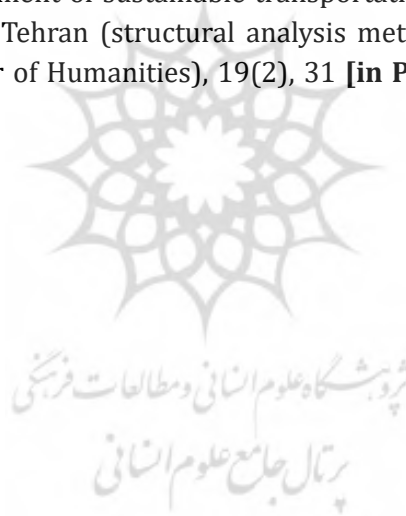 ment of sustainable transportat
Tehran (structural analysis met
r of Humanities), 19(2), 31 [in P
پژوهشگاه علوم انسانی و مطالعات فرهنگی
پرتال جامع علوم انسانی